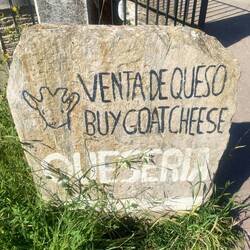 VENTA DE QUESO
BUY GOAT CHEESE
QUESERIA